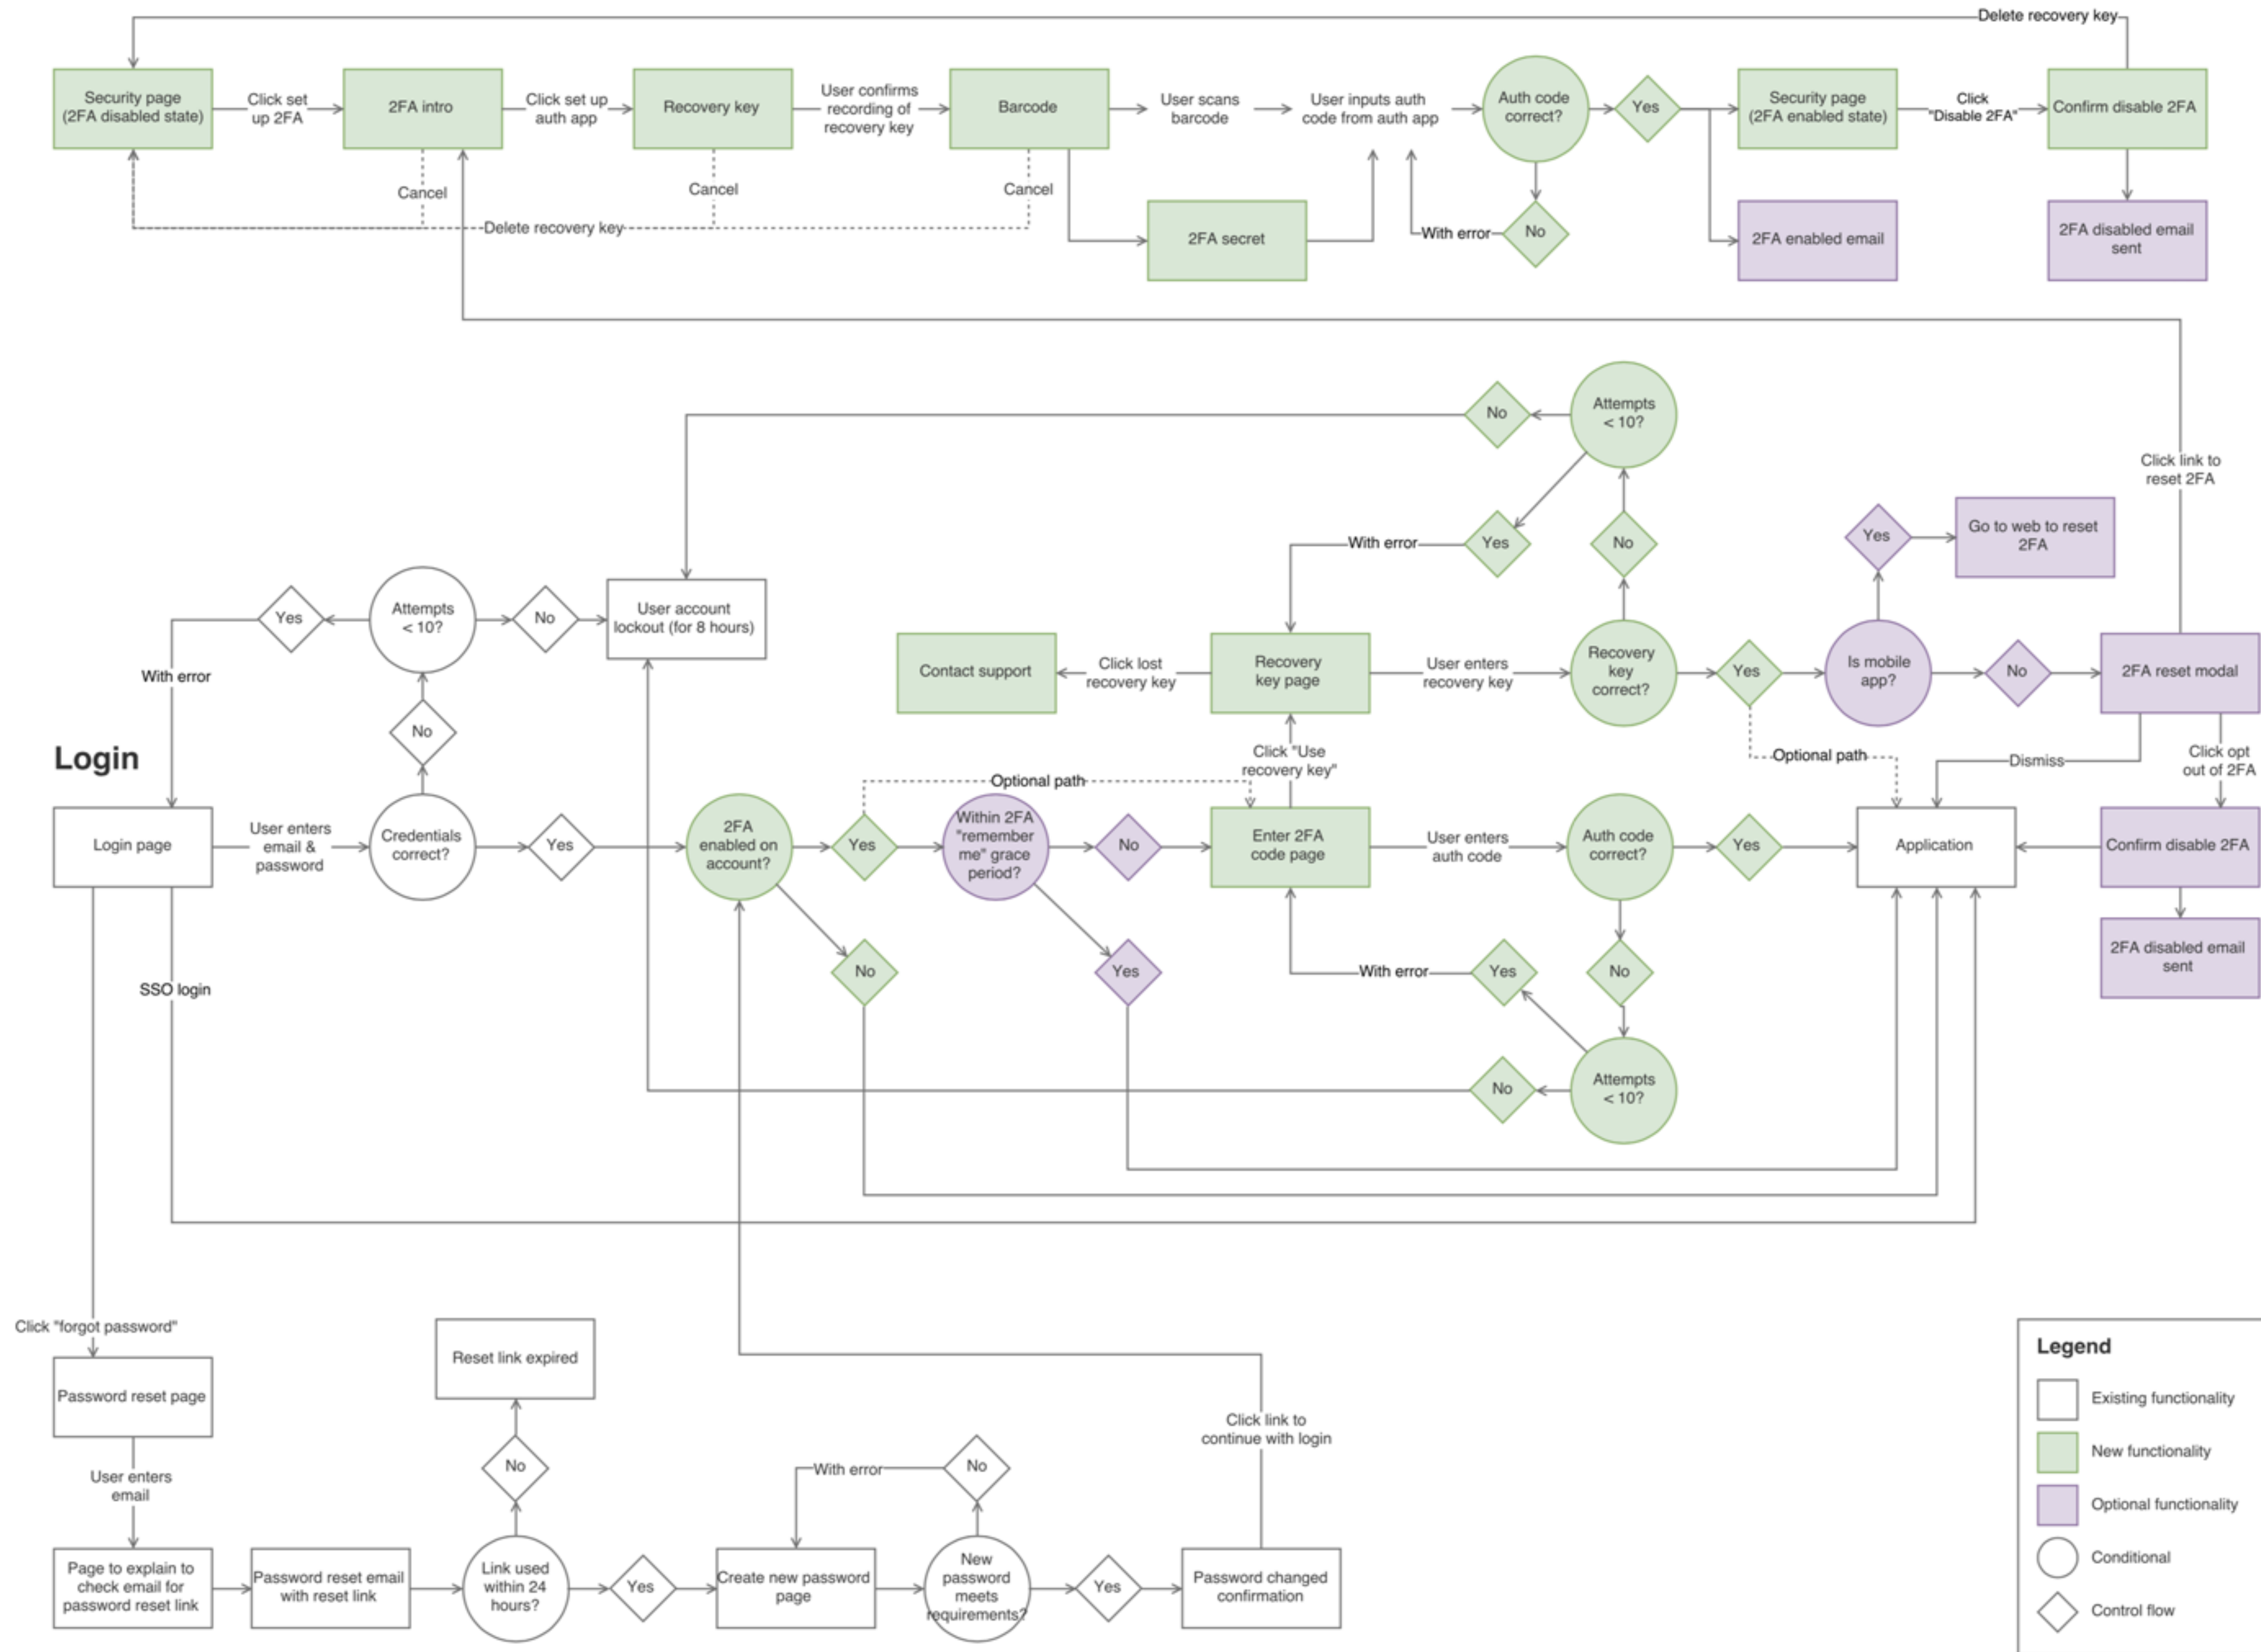 Delete recovery key
Security page
(2FA disabled state)
Click set
up 2FA
2FA intro
Click set up
auth app
Recovery key
User confirms
recording of
recovery key
Barcode
User scans
barcode
User inputs auth
code from auth app
Auth code
correct?
Yes
Security page
(2FA enabled state)
Click
"Disable 2FA"
Confirm disable 2FA
Cancel
Cancel
Cancel
Delete recovery key
2FA secret
With error
No
2FA enabled email
2FA disabled email
sent
No
Attempts
< 10?
Click link to
reset 2FA
With error
Yes
No
Yes
Go to web to reset
2FA
Yes
Attempts
< 10?
No
User account
lockout (for 8 hours)
With error
No
Contact support
Click lost
recovery key
Recovery
key page
User enters
recovery key
Recovery
key
correct?
Yes
Is mobile
app?
No
2FA reset modal
Login
Optional path
Click "Use
recovery key"
Optional path
Dismiss
Click opt
out of 2FA
Login page
User enters
email &
password
Credentials
correct?
Yes
2FA
enabled on
account?
Yes
Within 2FA
"remember
me" grace
period?
No
Enter 2FA
code page
User enters
auth code
Auth code
correct?
Yes
Application
Confirm disable 2FA
SSO login
No
Yes
With error
Yes
No
2FA disabled email
sent
No
Attempts
< 10?
Click "forgot password"
Password reset page
Reset link expired
User enters
email
No
With error
No
Click link to
continue with login
Page to explain to
check email for
password reset link
Password reset email
with reset link
Link used
within 24
hours?
Yes
Create new password
page
New
password
meets
requirements?
Yes
Password changed
confirmation
Legend
Existing functionality
New functionality
Optional functionality
Conditional
Control flow